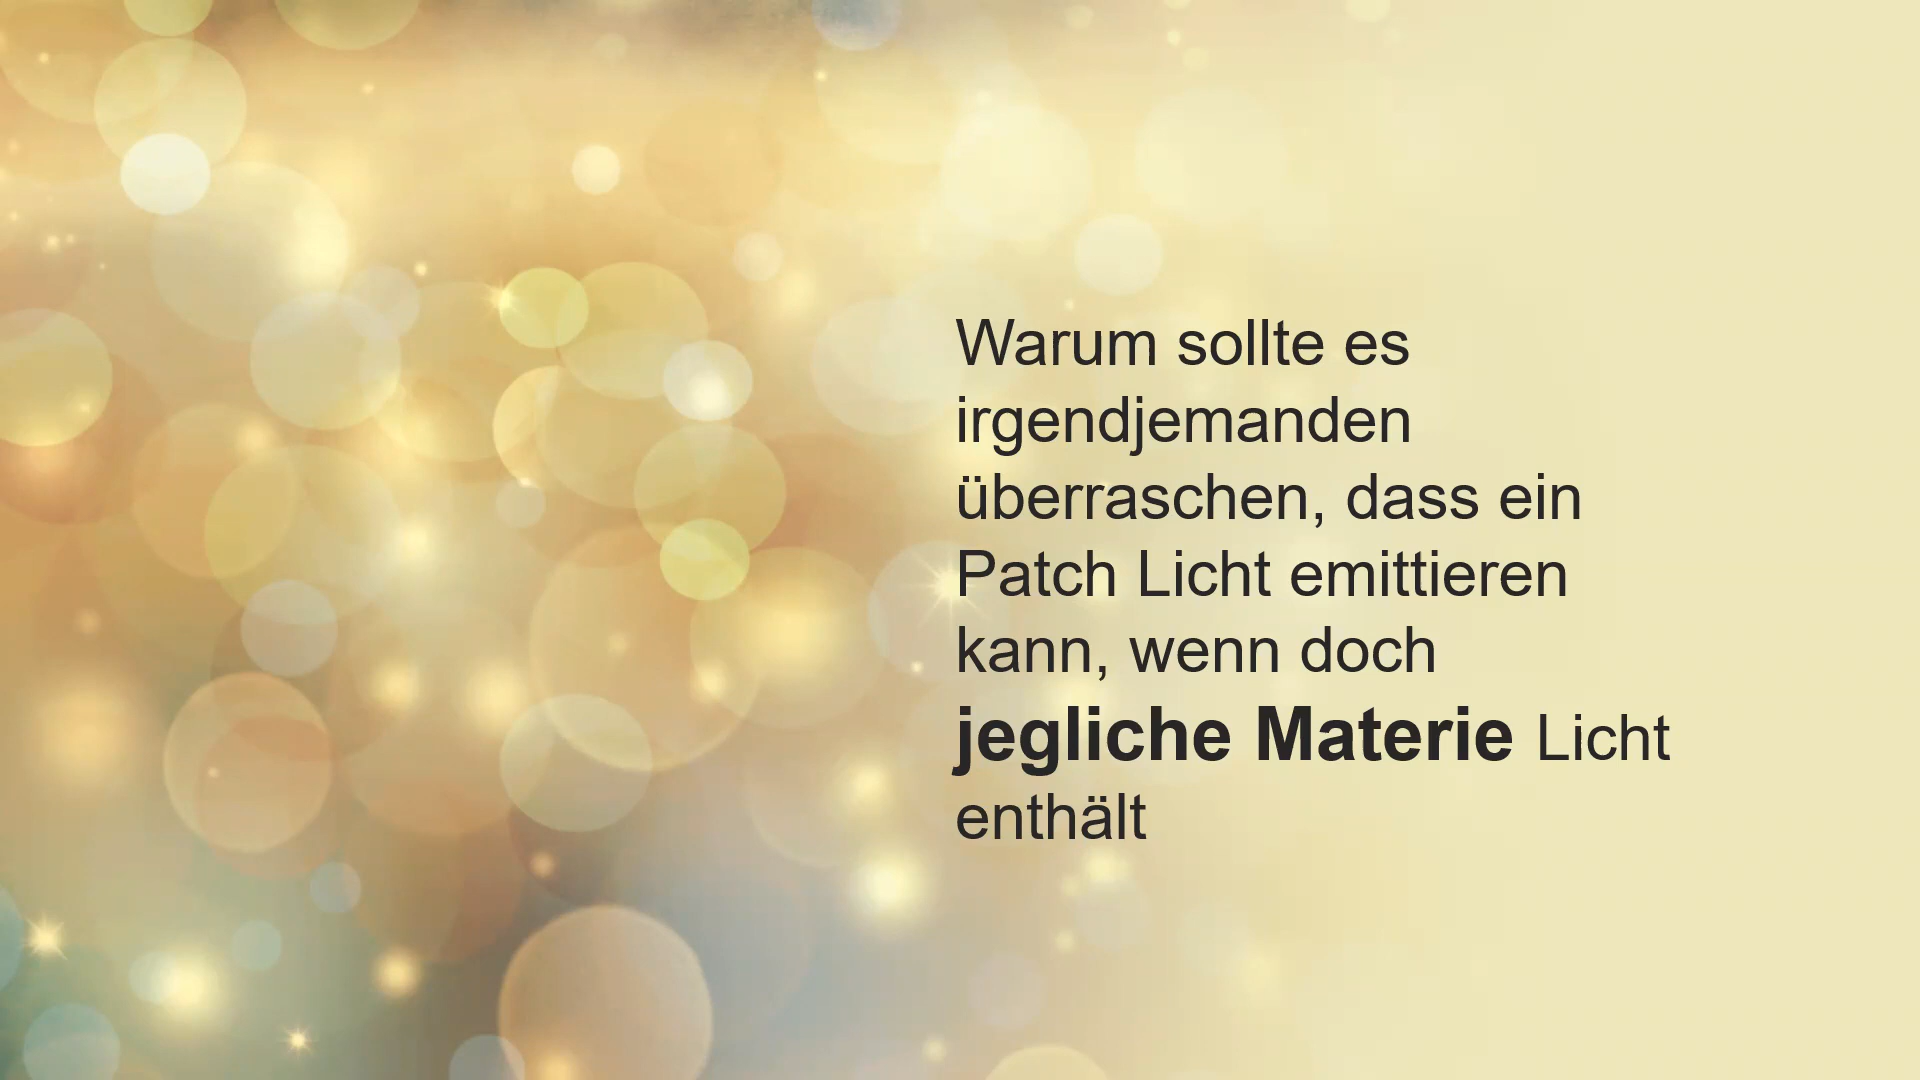 Warum sollte es
irgendjemanden
überraschen, dass ein
Patch Licht emittieren
kann, wenn doch
jegliche Materie Licht
enthält